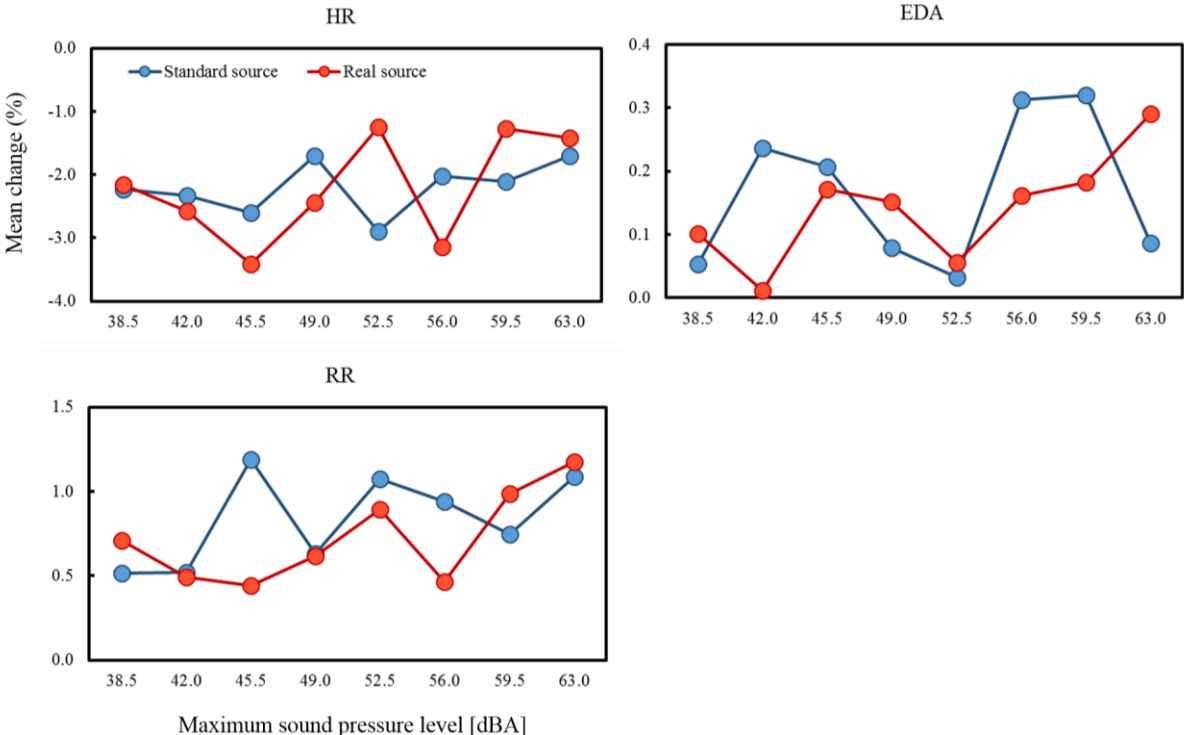 HR
EDA
0.0
-1.0
-2.0
-3.0
-4.0
Mean change (%)
Standard source
Real source
38.5 42.0 45.5 49.0 52.5 56.0 59.5 63.0
0.4
0.3
0.2
0.1
0.0
38.5 42.0 45.5 49.0 52.5 56.0 59.5 63.0
RR
1.5
1.0
0.5
0.0
38.5 42.0 45.5 49.0 52.5 56.0 59.5 63.0
Maximum sound pressure level [dBA]